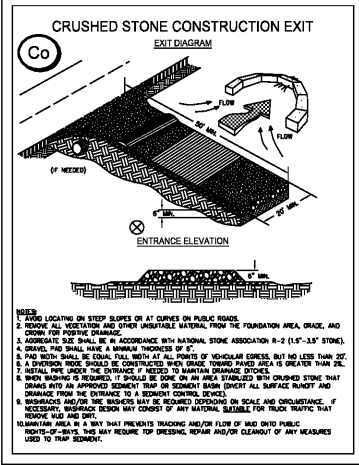 CRUSHED STONE CONSTRUCTION EXIT
EXIT DIAGRAM
Co
FLOW
FLOW
50' MIN.
(IF NEEDED)
20' MIN.
6" MIN.
ENTRANCE ELEVATION
6" MIN.
NOTES:
1. AVOID LOCATING ON STEEP SLOPES OR AT CURVES ON PUBLIC ROADS.
2. REMOVE ALL VEGETATION AND OTHER UNSUITABLE MATERIAL FROM THE FOUNDATION AREA, GRADE, AND
CROWN FOR POSITIVE DRAINAGE.
3. AGGREGATE SIZE SHALL BE IN ACCORDANCE WITH NATIONAL STONE ASSOCIATION R-2 (1.5"-3.5" STONE).
4. GRAVEL PAD SHALL HAVE A MINIMUM THICKNESS OF 6".
5. PAD WIDTH SHALL BE EQUAL FULL WIDTH AT ALL POINTS OF VEHICULAR EGRESS, BUT NO LESS THAN 20'.
6. A DIVERSION RIDGE SHOULD BE CONSTRUCTED WHEN GRADE TOWARD PAVED AREA IS GREATER THAN 2%.
7. INSTALL PIPE UNDER THE ENTRANCE IF NEEDED TO MAINTAIN DRAINAGE DITCHES.
8. WHEN WASHING IS REQUIRED, IT SHOULD BE DONE ON AN AREA STABILIZED WITH CRUSHED STONE THAT
DRAINS INTO AN APPROVED SEDIMENT TRAP OR SEDIMENT BASIN (DIVERT ALL SURFACE RUNOFF AND
DRAINAGE FROM THE ENTRANCE TO A SEDIMENT CONTROL DEVICE).
9. WASHRACKS AND/OR TIRE WASHERS MAY BE REQUIRED DEPENDING ON SCALE AND CIRCUMSTANCE. IF
NECESSARY, WASHRACK DESIGN MAY CONSIST OF ANY MATERIAL SUITABLE FOR TRUCK TRAFFIC THAT
REMOVE MUD AND DIRT.
10.MAINTAIN AREA IN A WAY THAT PREVENTS TRACKING AND/OR FLOW OF MUD ONTO PUBLIC
RIGHTS-OF-WAYS. THIS MAY REQUIRE TOP DRESSING, REPAIR AND/OR CLEANOUT OF ANY MEASURES
USED TO TRAP SEDIMENT.